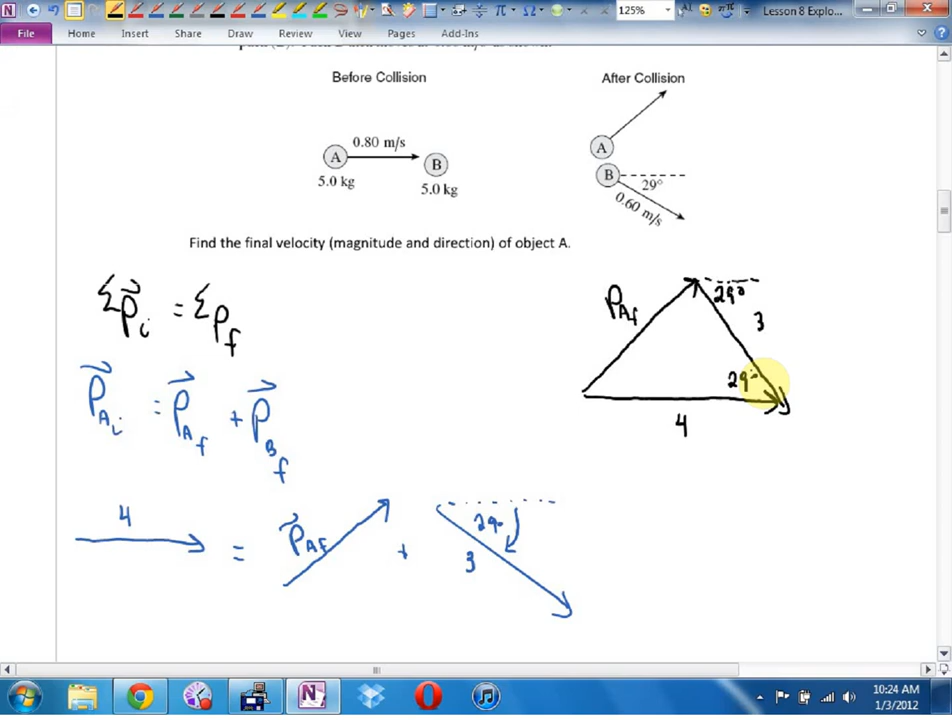 125%
Lesson 8 Explo...
File
Home
Insert
Share
Draw
Review
View
Pages
Add-Ins
Before Collision
After Collision
0.80 m/s
A
B
5.0 kg
5.0 kg
A
B
29°
0.60 m/s
Find the final velocity (magnitude and direction) of object A.
Σp⃗i = Σpf
P⃗Ai = P⃗Af + P⃗Bf
PAf
29°
3
29°
4
4
= P⃗Af +
29°
3
10:24 AM
1/3/2012